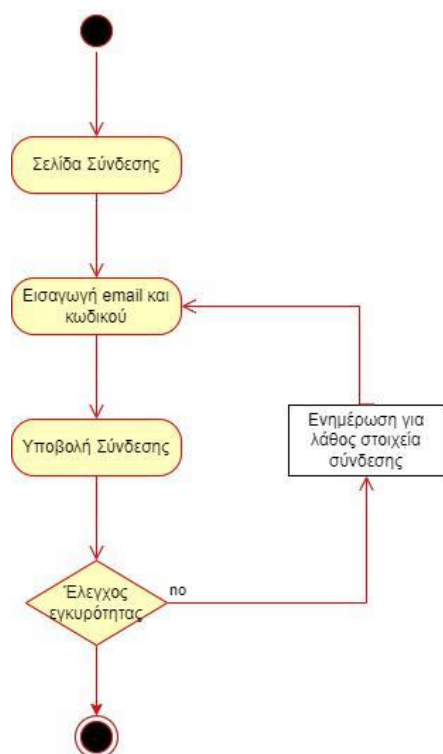 Σελίδα Σύνδεσης
Εισαγωγή email και
κωδικού
Υποβολή Σύνδεσης
Έλεγχος
εγκυρότητας
no
Ενημέρωση για
λάθος στοιχεία
σύνδεσης